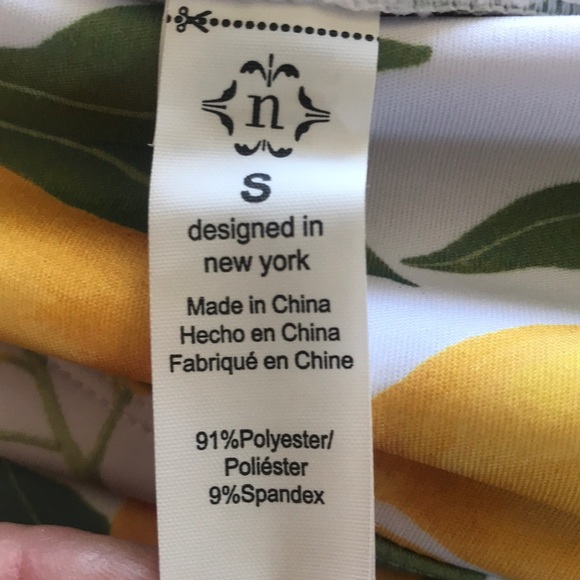 n
S
designed in
new york
Made in China
Hecho en China
Fabriqué en Chine
91%Polyester/
Poliéster
9%Spandex